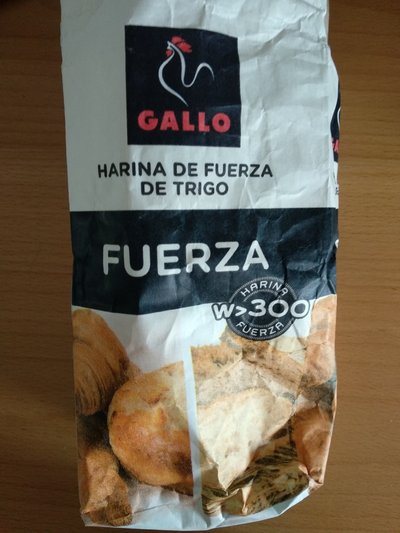 GALLO
HARINA DE FUERZA
DE TRIGO
FUERZA
HARINA
W>300
FUERZA